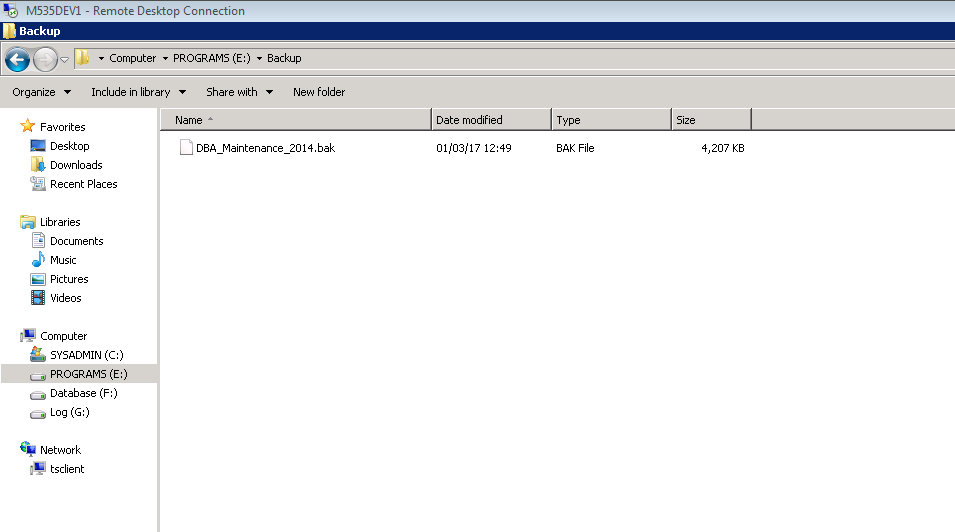 M535DEV1 - Remote Desktop Connection
Backup
Computer PROGRAMS (E:) Backup
Organize Include in library Share with New folder
Name Date modified Type Size
DBA_Maintenance_2014.bak 01/03/17 12:49 BAK File 4,207 KB
Favorites
Desktop
Downloads
Recent Places
Libraries
Documents
Music
Pictures
Videos
Computer
SYSADMIN (C:)
PROGRAMS (E:)
Database (F:)
Log (G:)
Network
tsclient